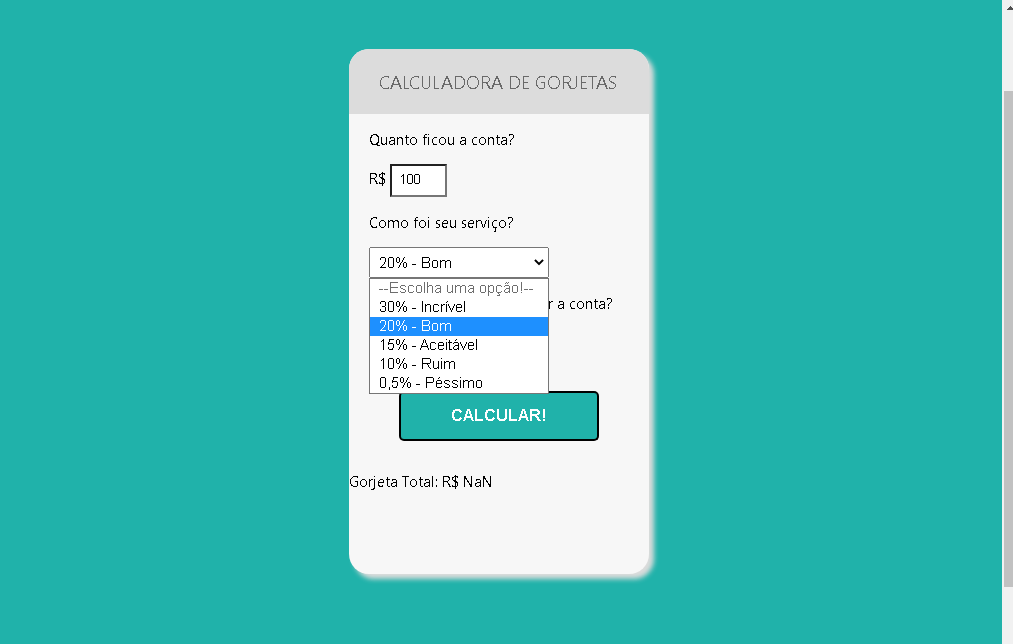 CALCULADORA DE GORJETAS
Quanto ficou a conta?
R$ 100
Como foi seu serviço?
20% - Bom
--Escolha uma opção!--
30% - Incrível
20% - Bom
15% - Aceitável
10% - Ruim
0,5% - Péssimo
a conta?
CALCULAR!
Gorjeta Total: R$ NaN